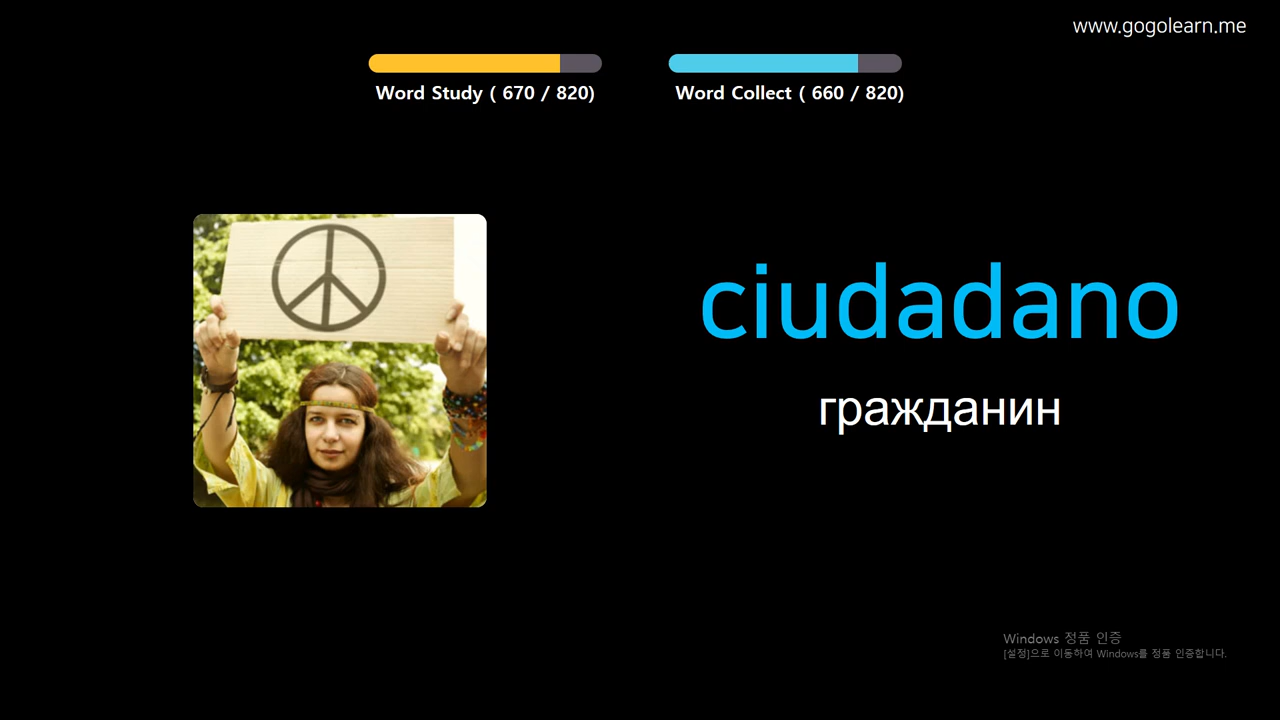 www.gogolearn.me
Word Study ( 670 / 820)
Word Collect ( 660 / 820)
ciudadano
гражданин
Windows 정품 인증
[설정]으로 이동하여 Windows를 정품 인증합니다.